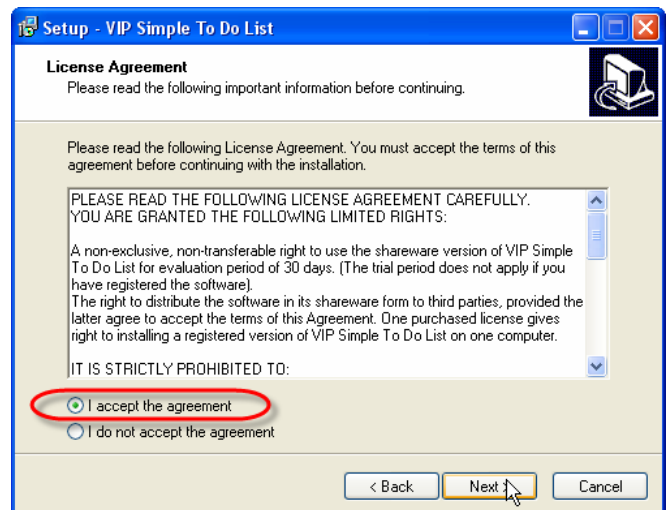 Setup - VIP Simple To Do List
License Agreement
Please read the following important information before continuing.
Please read the following License Agreement. You must accept the terms of this
agreement before continuing with the installation.
PLEASE READ THE FOLLOWING LICENSE AGREEMENT CAREFULLY.
YOU ARE GRANTED THE FOLLOWING LIMITED RIGHTS:
A non-exclusive, non-transferable right to use the shareware version of VIP Simple
To Do List for evaluation period of 30 days. (The trial period does not apply if you
have registered the software).
The right to distribute the software in its shareware form to third parties, provided the
latter agree to accept the terms of this Agreement. One purchased license gives
right to installing a registered version of VIP Simple To Do List on one computer.
IT IS STRICTLY PROHIBITED TO:
I accept the agreement
I do not accept the agreement
< Back
Next >
Cancel